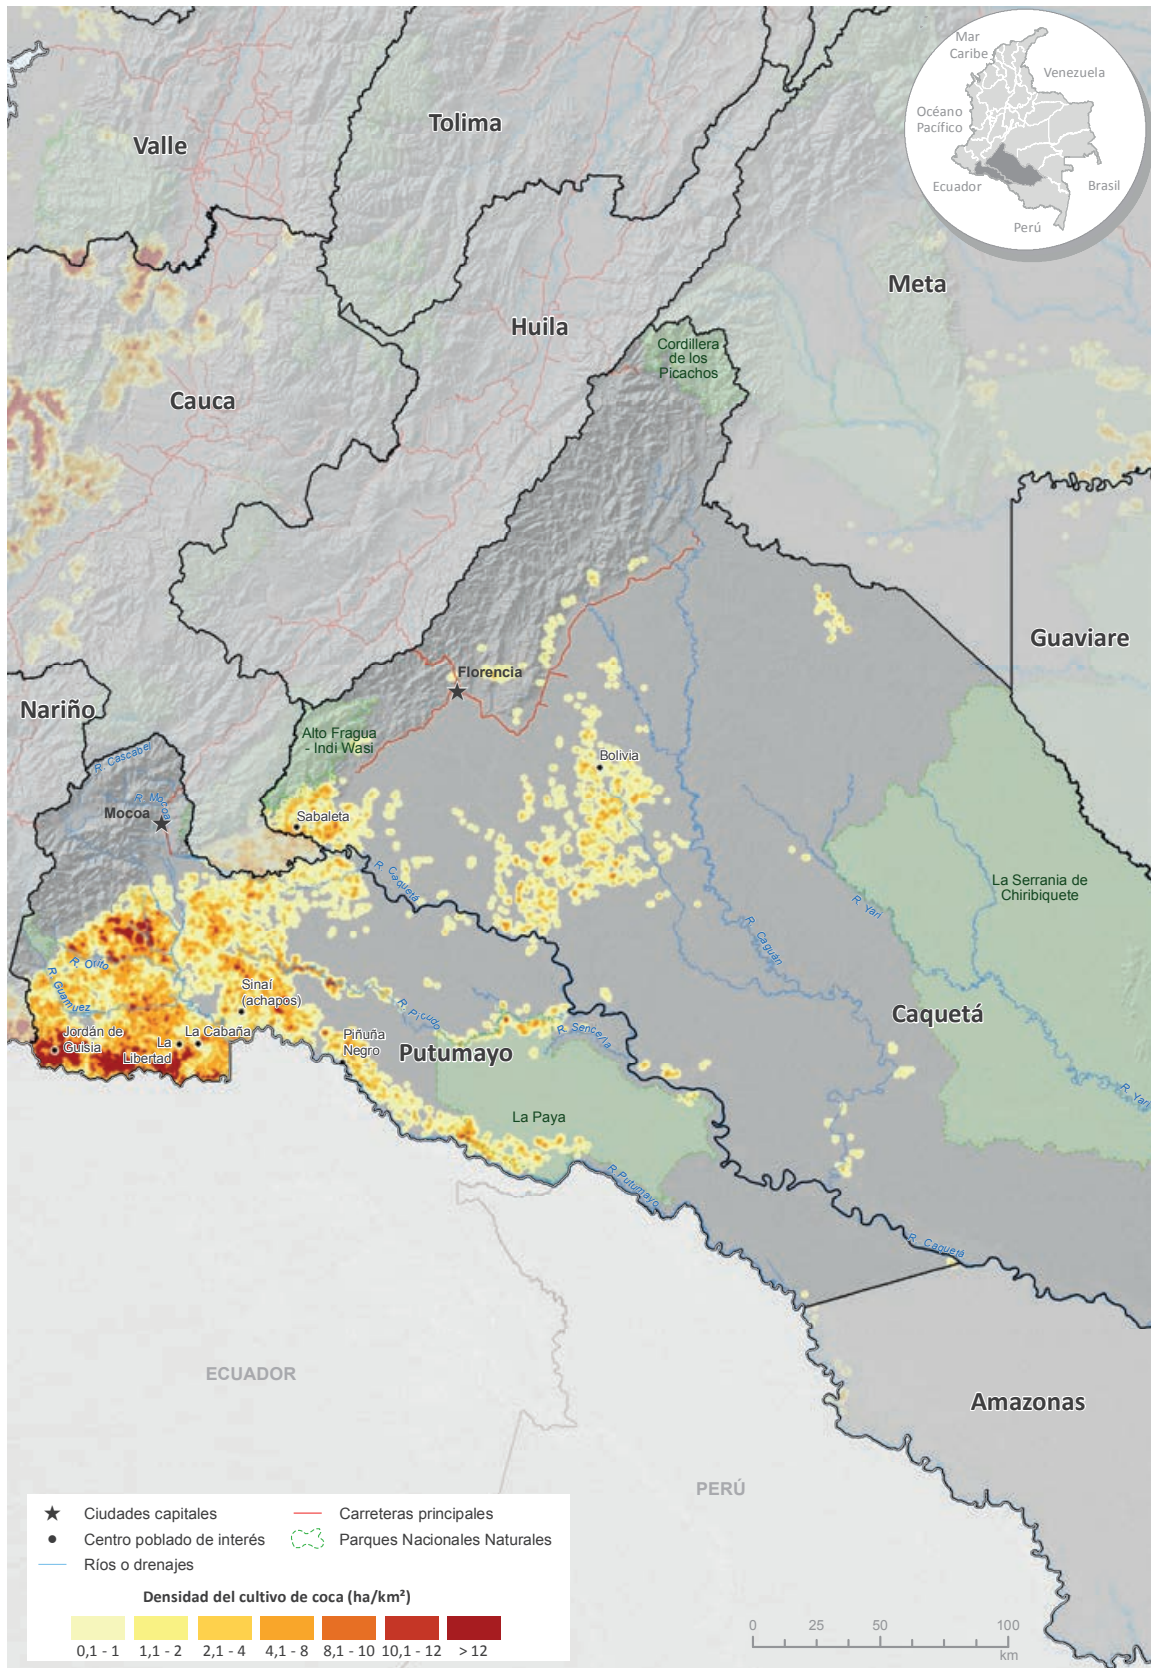 Mar
Caribe
Venezuela
Océano
Pacífico
Ecuador
Brasil
Perú
Valle
Tolima
Meta
Huila
Cordillera
de los
Picachos
Cauca
Guaviare
Florencia
Nariño
Alto Fragua
- Indi Wasi
R. Cascabel
Bolivia
R. Mocoa
Mocoa
Sabaleta
R. Caquetá
La Serrania de
Chiribiquete
R. Yarí
R. Caguán
R. Orito
R. Guamuez
Sinaí
(achapos)
R. Picudo
Caquetá
Jordán de
Guisia
La
Libertad
La Cabaña
Piñuña
Negro
R. Sencella
Putumayo
R. Yarí
La Paya
R. Putumayo
R. Caquetá
ECUADOR
Amazonas
PERÚ
Ciudades capitales
Carreteras principales
Centro poblado de interés
Parques Nacionales Naturales
Ríos o drenajes
Densidad del cultivo de coca (ha/km²)
0,1 - 1
1,1 - 2
2,1 - 4
4,1 - 8
8,1 - 10
10,1 - 12
> 12
0
25
50
100
km